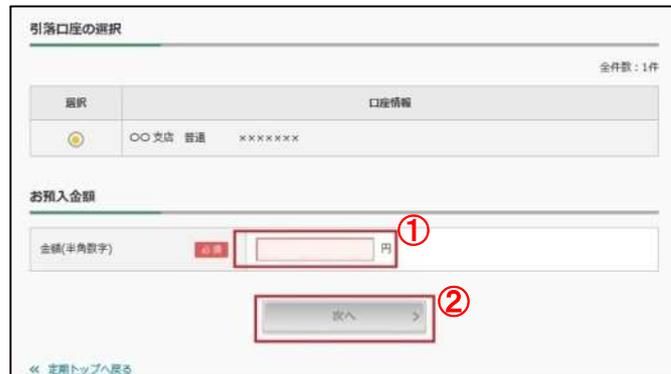 引落口座の選択
全件数：1件
選択 口座情報
〇〇支店 普通 ×××××××
お預入金額
金額(半角数字) 必須 円 ①
次へ > ②
≪ 定期トップへ戻る